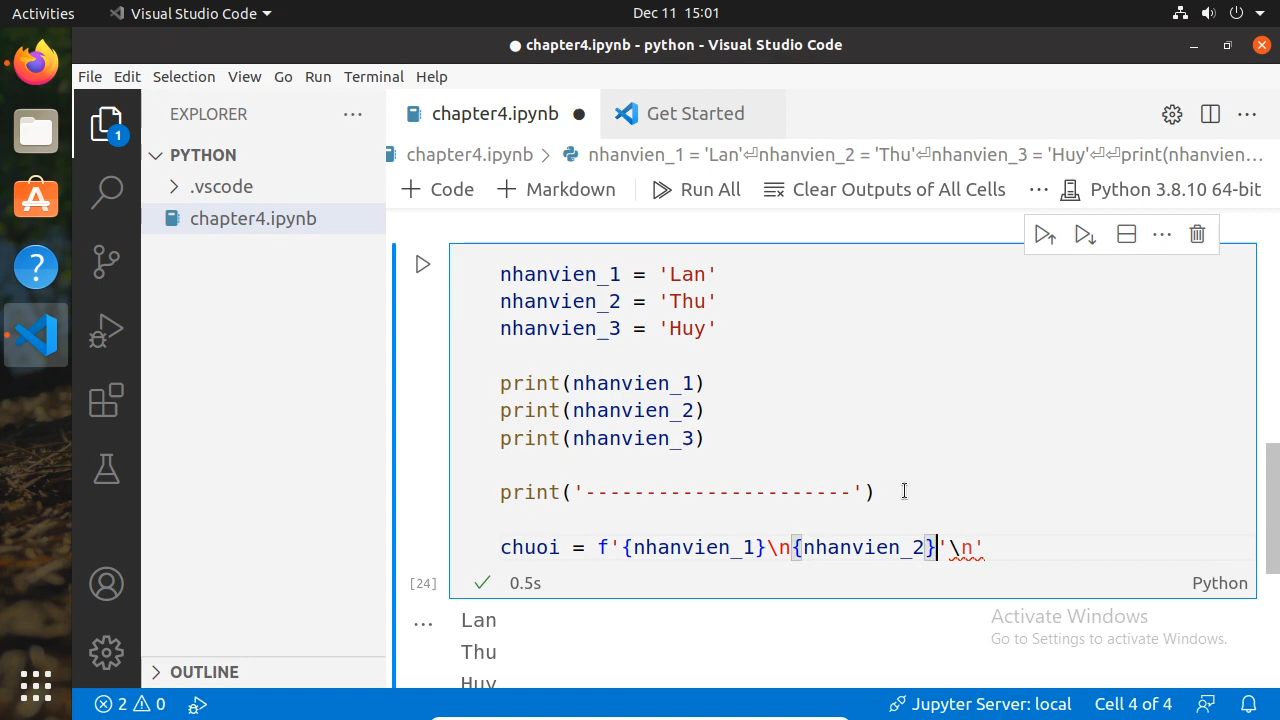 Activities Visual Studio Code Dec 11 15:01
chapter4.ipynb - python - Visual Studio Code
File Edit Selection View Go Run Terminal Help
EXPLORER ··· chapter4.ipynb Get Started ···
PYTHON chapter4.ipynb > nhanvien_1 = 'Lan'⏎nhanvien_2 = 'Thu'⏎nhanvien_3 = 'Huy'⏎⏎print(nhanvien...
.vscode + Code + Markdown Run All Clear Outputs of All Cells ··· Python 3.8.10 64-bit
chapter4.ipynb
1
nhanvien_1 = 'Lan'
nhanvien_2 = 'Thu'
nhanvien_3 = 'Huy'
print(nhanvien_1)
print(nhanvien_2)
print(nhanvien_3)
print('----------------------')
chuoi = f'{nhanvien_1}\n{nhanvien_2}'\n'
[24] 0.5s Python
... Lan
Thu
Huy
Activate Windows
Go to Settings to activate Windows.
OUTLINE
2 0 Jupyter Server: local Cell 4 of 4